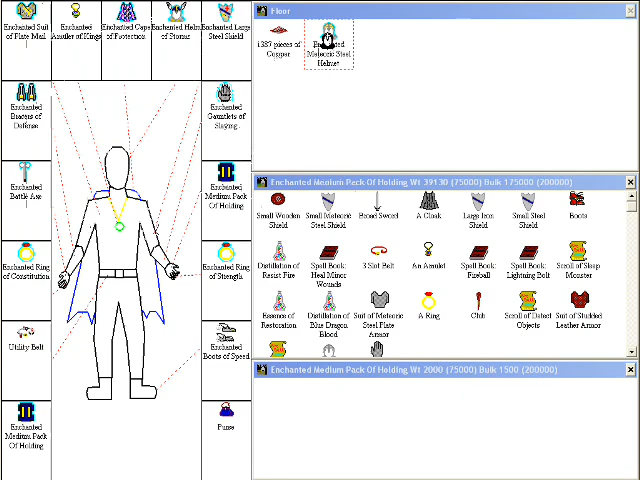 Enchanted Suit
of Plate Mail
Enchanted
Amulet of Kings
Enchanted Cape
of Protection
Enchanted Helm
of Storms
Enchanted Large
Steel Shield
Enchanted
Bracers of
Defense
Enchanted
Gauntlets of
Slaying
Enchanted
Battle Axe
Enchanted
Medium Pack
Of Holding
Enchanted Ring
of Constitution
Enchanted Ring
of Strength
Utility Belt
Enchanted
Boots of Speed
Enchanted
Medium Pack
Of Holding
Purse
Floor
1387 pieces of
Copper
Enchanted
Meteoric Steel
Helmet
Enchanted Medium Pack Of Holding Wt 39130 (75000) Bulk 175000 (200000)
Small Wooden
Shield
Small Meteoric
Steel Shield
Broad Sword
A Cloak
Large Iron
Shield
Small Steel
Shield
Boots
Distillation of
Resist Fire
Spell Book:
Heal Minor
Wounds
3 Slot Belt
An Amulet
Spell Book:
Fireball
Spell Book:
Lightning Bolt
Scroll of Sleep
Monster
Essence of
Restoration
Distillation of
Blue Dragon
Blood
Suit of Meteoric
Steel Plate
Armor
A Ring
Club
Scroll of Detect
Objects
Suit of Studded
Leather Armor
Enchanted Medium Pack Of Holding Wt 2000 (75000) Bulk 1500 (200000)